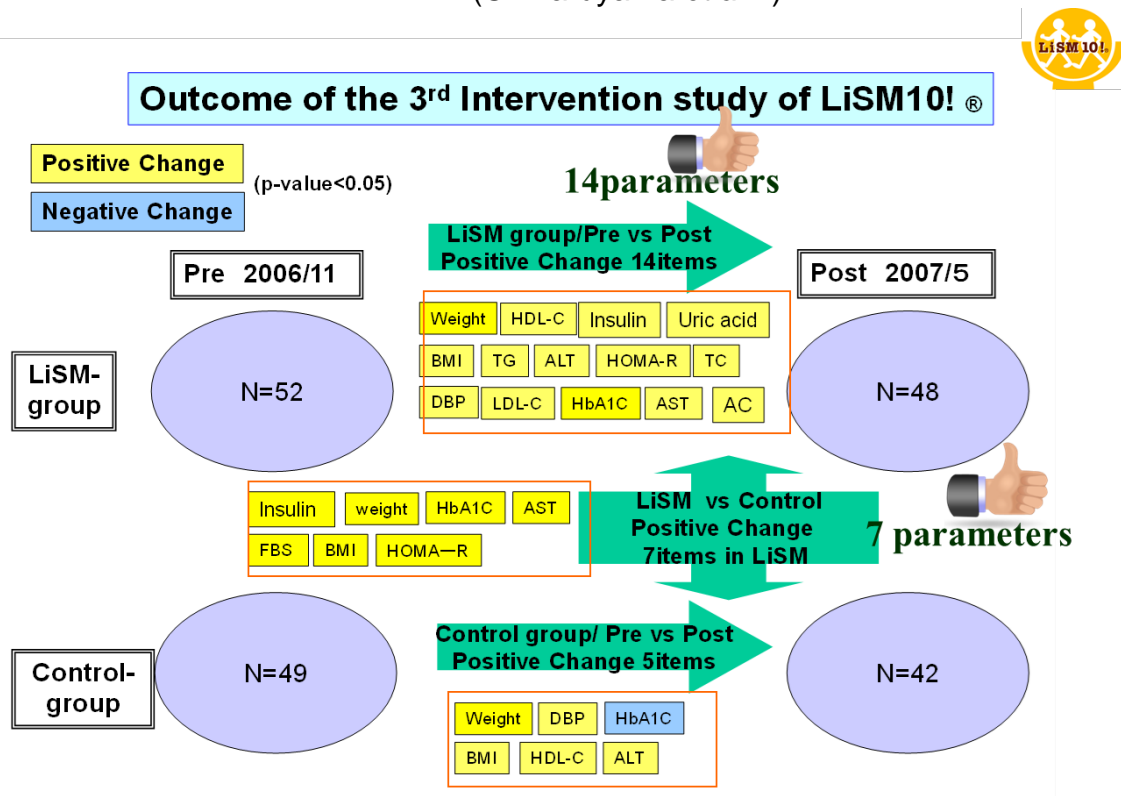 LiSM 10!®
Outcome of the 3rd Intervention study of LiSM10! ®
Positive Change
(p-value<0.05)
Negative Change
14parameters
LiSM group/Pre vs Post
Positive Change 14items
Pre 2006/11
Post 2007/5
LiSM-
group
N=52
Weight HDL-C Insulin Uric acid
BMI TG ALT HOMA-R TC
DBP LDL-C HbA1C AST AC
N=48
Insulin weight HbA1C AST
FBS BMI HOMA—R
LiSM vs Control
Positive Change
7items in LiSM
7 parameters
Control-
group
N=49
Control group/ Pre vs Post
Positive Change 5items
Weight DBP HbA1C
BMI HDL-C ALT
N=42